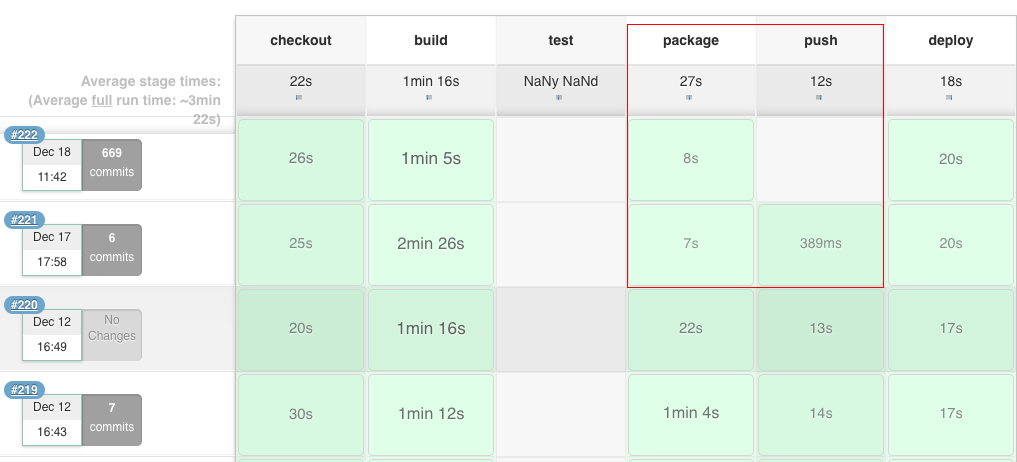 checkout build test package push deploy
Average stage times: 22s 1min 16s NaNy NaNd 27s 12s 18s
(Average full run time: ~3min
22s)
#222
Dec 18 669 26s 1min 5s 8s 20s
11:42 commits
#221
Dec 17 6 25s 2min 26s 7s 389ms 20s
17:58 commits
#220
Dec 12 No
Changes 20s 1min 16s 22s 13s 17s
16:49
#219
Dec 12 7 30s 1min 12s 1min 4s 14s 17s
16:43 commits